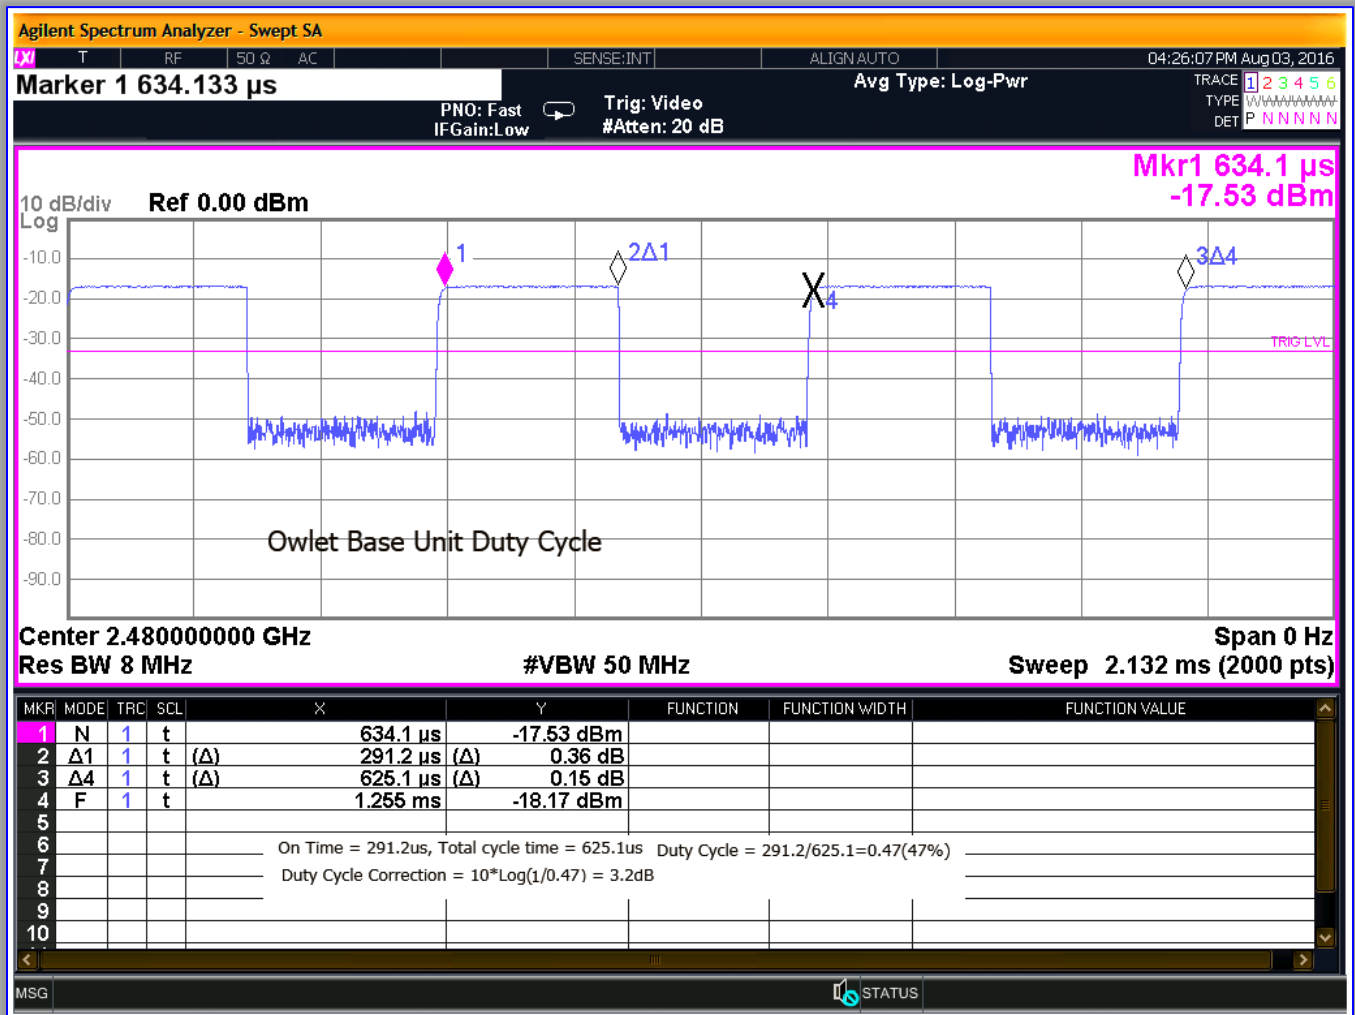 Agilent Spectrum Analyzer - Swept SA
LXI T RF 50 Ω AC SENSE:INT ALIGN AUTO 04:26:07 PM Aug 03, 2016
Marker 1 634.133 µs
Avg Type: Log-Pwr
TRACE 1 2 3 4 5 6
TYPE
DET P N N N N N
PNO: Fast
IFGain:Low
Trig: Video
#Atten: 20 dB
Mkr1 634.1 µs
-17.53 dBm
10 dB/div Ref 0.00 dBm
Log
-10.0
-20.0
-30.0
-40.0
-50.0
-60.0
-70.0
-80.0
-90.0
1
2Δ1
4
3Δ4
TRIG LVL
Owlet Base Unit Duty Cycle
Center 2.480000000 GHz Span 0 Hz
Res BW 8 MHz #VBW 50 MHz Sweep 2.132 ms (2000 pts)
MKR MODE TRC SCL X Y FUNCTION FUNCTION WIDTH FUNCTION VALUE
1 N 1 t 634.1 µs -17.53 dBm
2 Δ1 1 t (Δ) 291.2 µs (Δ) 0.36 dB
3 Δ4 1 t (Δ) 625.1 µs (Δ) 0.15 dB
4 F 1 t 1.255 ms -18.17 dBm
5
6
7
8
9
10
On Time = 291.2us, Total cycle time = 625.1us Duty Cycle = 291.2/625.1=0.47(47%)
Duty Cycle Correction = 10*Log(1/0.47) = 3.2dB
MSG STATUS